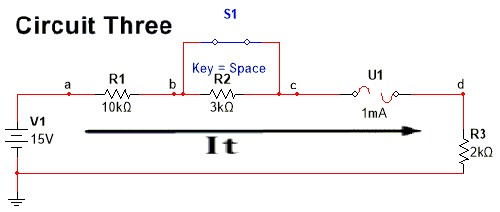 Circuit Three
S1
Key = Space
a
R1
10kΩ
b
R2
3kΩ
c
U1
1mA
d
V1
15V
It
R3
2kΩ